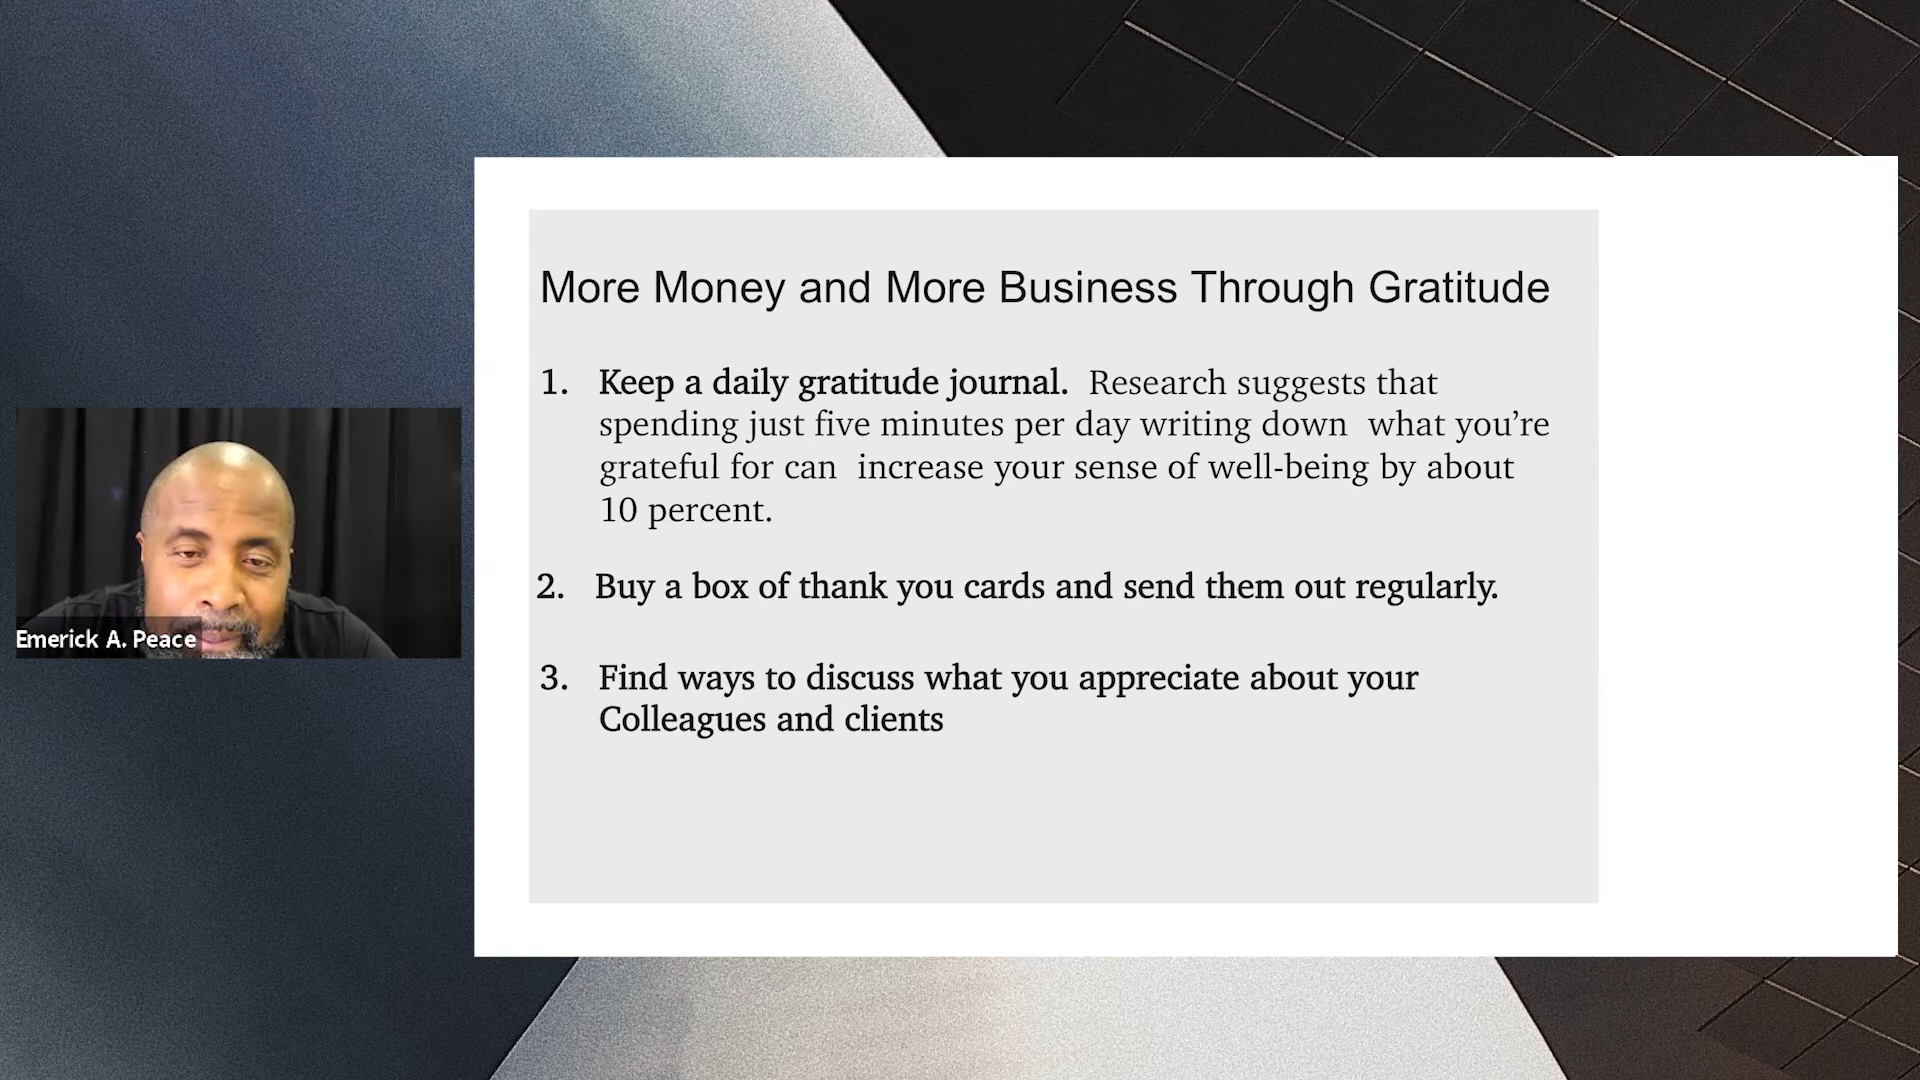 More Money and More Business Through Gratitude
1. Keep a daily gratitude journal. Research suggests that
spending just five minutes per day writing down what you’re
grateful for can increase your sense of well-being by about
10 percent.
2. Buy a box of thank you cards and send them out regularly.
3. Find ways to discuss what you appreciate about your
Colleagues and clients
Emerick A. Peace